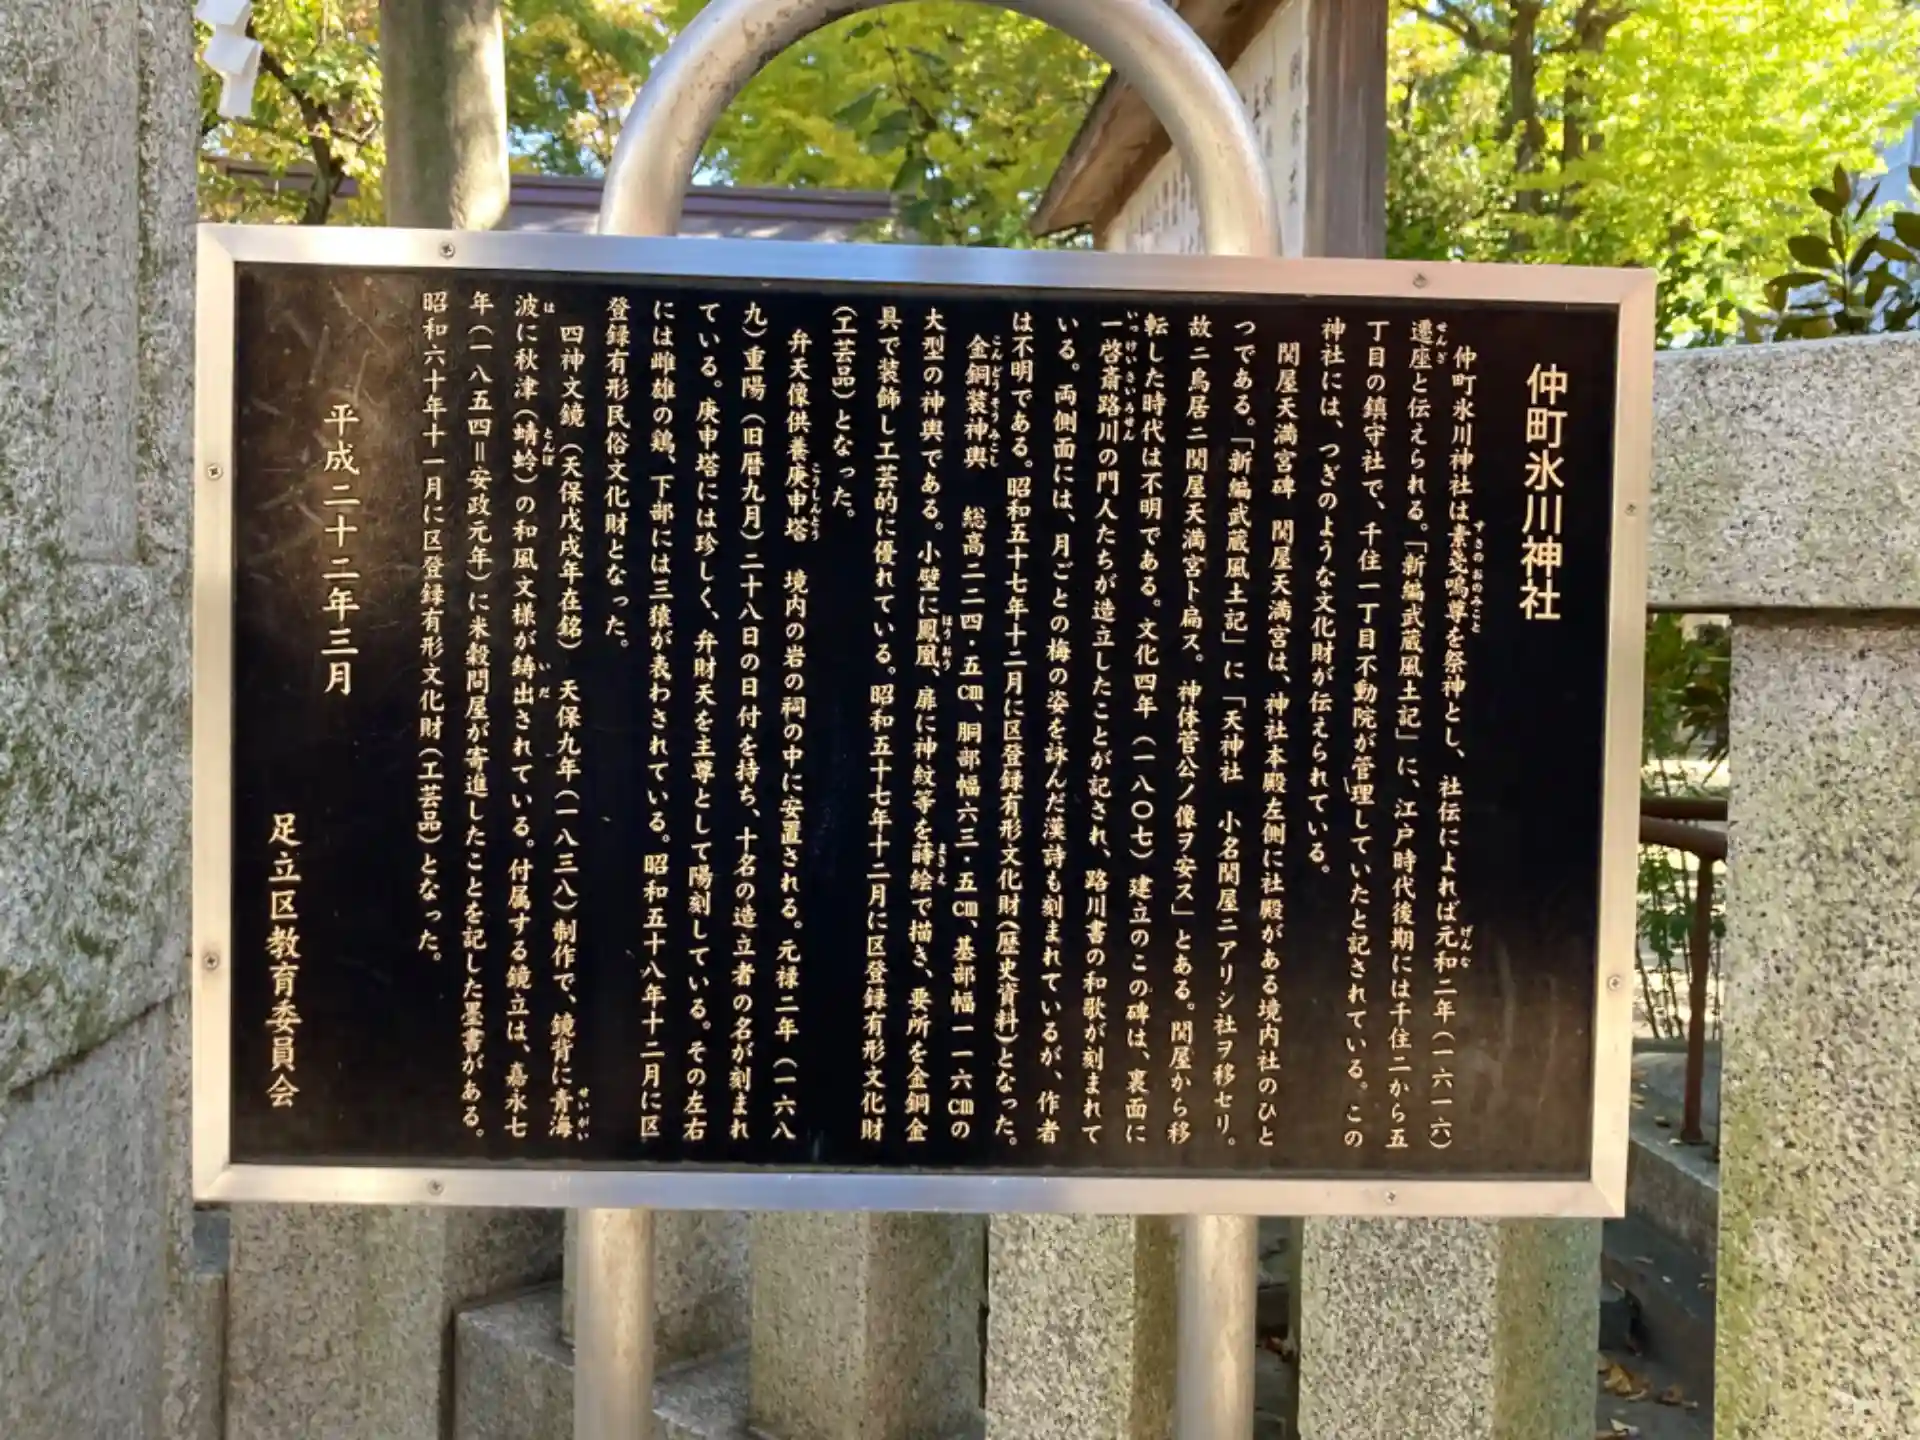 仲町氷川神社
仲町氷川神社は素戔嗚尊を祭神とし、社伝によれば元和二年(一六一六)
遷座と伝えられる。「新編武蔵風土記」に、江戸時代後期には千住二から五
丁目の鎮守社で、千住一丁目不動院が管理していたと記されている。この
神社には、つぎのような文化財が伝えられている。
関屋天満宮碑 関屋天満宮は、神社本殿左側に社殿がある境内社のひと
つである。「新編武蔵風土記」に「天神社 小名関屋ニアリシ社ヲ移セリ。
故ニ鳥居ニ関屋天満宮ト扁ス。神体菅公ノ像ヲ安ス」とある。関屋から移
転した時代は不明である。文化四年(一八〇七)建立のこの碑は、裏面に
一啓斎路川の門人たちが造立したことが記され、路川書の和歌が刻まれて
いる。両側面には、月ごとの梅の姿を詠んだ漢詩も刻まれているが、作者
は不明である。昭和五十七年十二月に区登録有形文化財(歴史資料)となった。
金銅装神輿 総高二二四・五㎝、胴部幅六三・五㎝、基部幅一一六㎝の
大型の神輿である。小壁に鳳凰、扉に神紋等を蒔絵で描き、要所を金銅金
具で装飾し工芸的に優れている。昭和五十七年十二月に区登録有形文化財
(工芸品)となった。
弁天像供養庚申塔 境内の岩の祠の中に安置される。元禄二年(一六八
九)重陽(旧暦九月)二十八日の日付を持ち、十名の造立者の名が刻まれ
ている。庚申塔には珍しく、弁財天を主尊として陽刻している。その左右
には雌雄の鶏、下部には三猿が表わされている。昭和五十八年十二月に区
登録有形民俗文化財となった。
四神文鏡(天保戊戌年在銘) 天保九年(一八三八)制作で、鏡背に青海
波に秋津(蜻蛉)の和風文様が鋳出されている。付属する鏡立は、嘉永七
年(一八五四=安政元年)に米穀問屋が寄進したことを記した墨書がある。
昭和六十年十一月に区登録有形文化財(工芸品)となった。
平成二十二年三月
足立区教育委員会